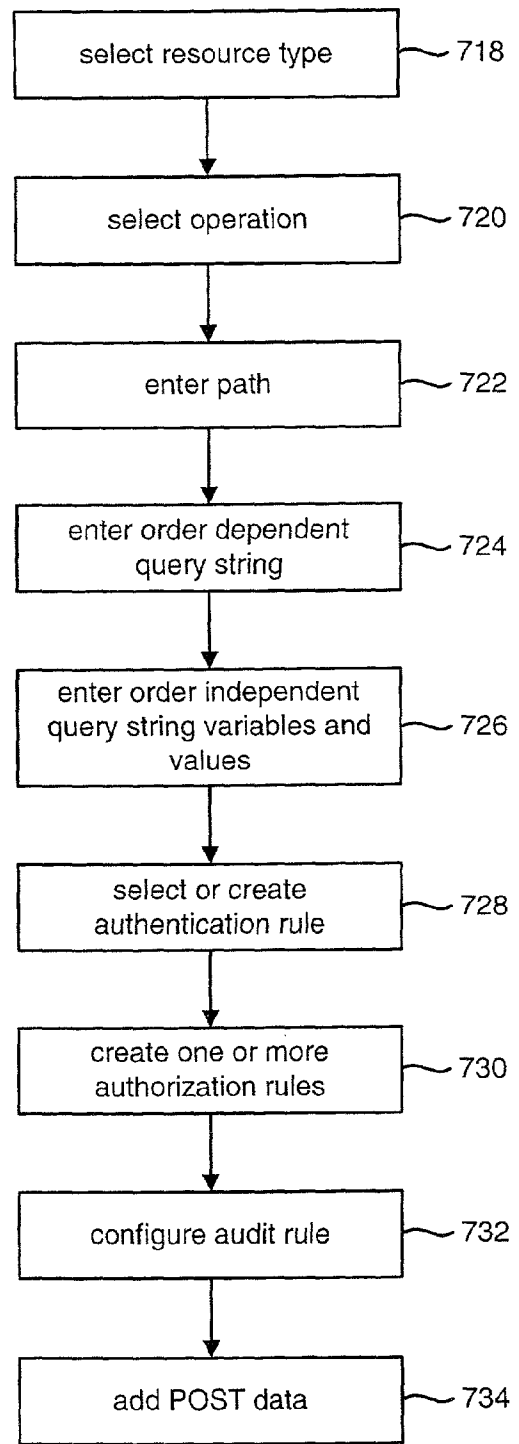 select resource type
718
select operation
720
enter path
722
enter order dependent
query string
724
enter order independent
query string variables and
values
726
select or create
authentication rule
728
create one or more
authorization rules
730
configure audit rule
732
add POST data
734